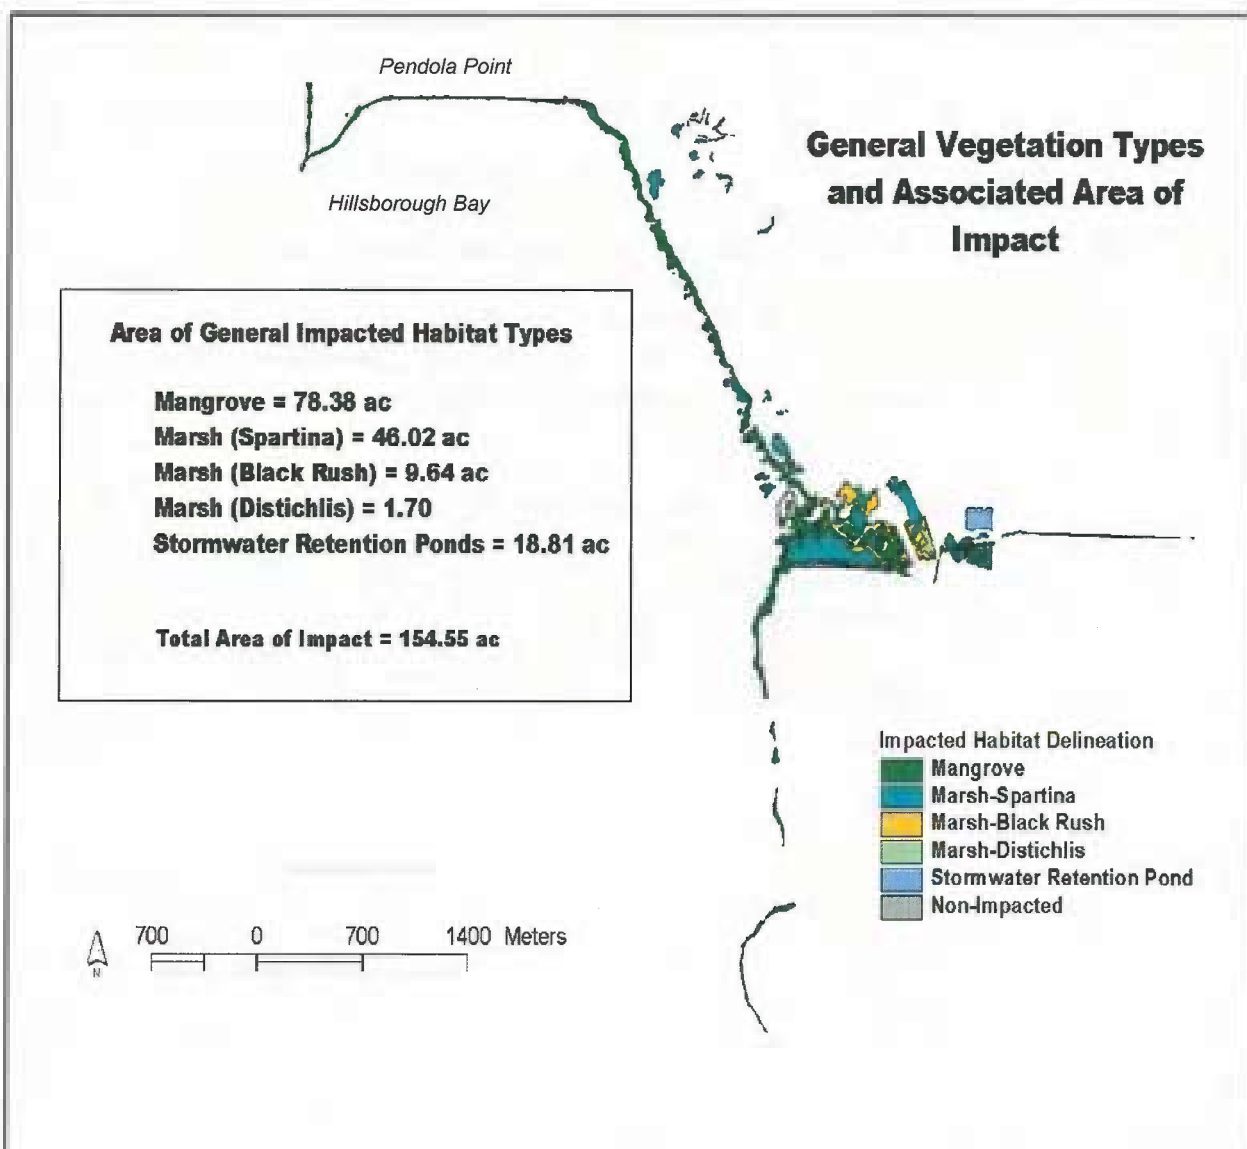 Pendola Point
General Vegetation Types
and Associated Area of
Impact
Hillsborough Bay
Area of General Impacted Habitat Types
Mangrove = 78.38 ac
Marsh (Spartina) = 46.02 ac
Marsh (Black Rush) = 9.64 ac
Marsh (Distichlis) = 1.70
Stormwater Retention Ponds = 18.81 ac
Total Area of Impact = 154.55 ac
Impacted Habitat Delineation
Mangrove
Marsh-Spartina
Marsh-Black Rush
Marsh-Distichlis
Stormwater Retention Pond
Non-Impacted
700 0 700 1400 Meters
N